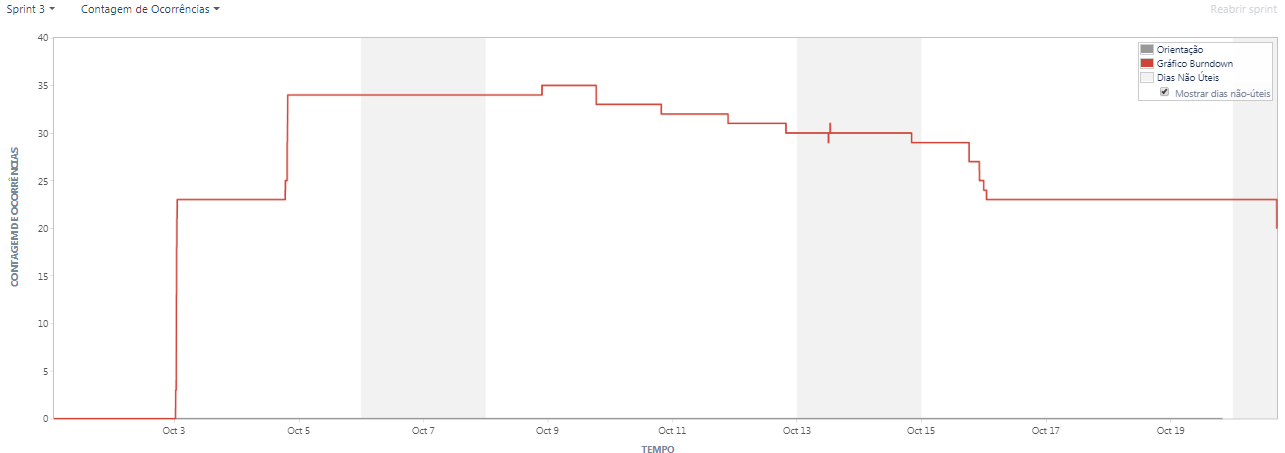 Sprint 3 Contagem de Ocorrências Reabrir sprint
40
35
30
25
20
15
10
5
0
CONTAGEM DE OCORRÊNCIAS
Orientação
Gráfico Burndown
Dias Não Úteis
Mostrar dias não-úteis
Oct 3 Oct 5 Oct 7 Oct 9 Oct 11 Oct 13 Oct 15 Oct 17 Oct 19
TEMPO